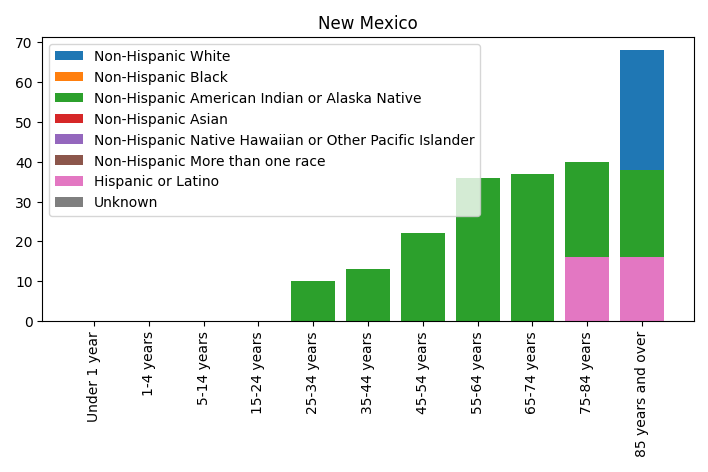 New Mexico
70
60
50
40
30
20
10
0
Non-Hispanic White
Non-Hispanic Black
Non-Hispanic American Indian or Alaska Native
Non-Hispanic Asian
Non-Hispanic Native Hawaiian or Other Pacific Islander
Non-Hispanic More than one race
Hispanic or Latino
Unknown
Under 1 year
1-4 years
5-14 years
15-24 years
25-34 years
35-44 years
45-54 years
55-64 years
65-74 years
75-84 years
85 years and over